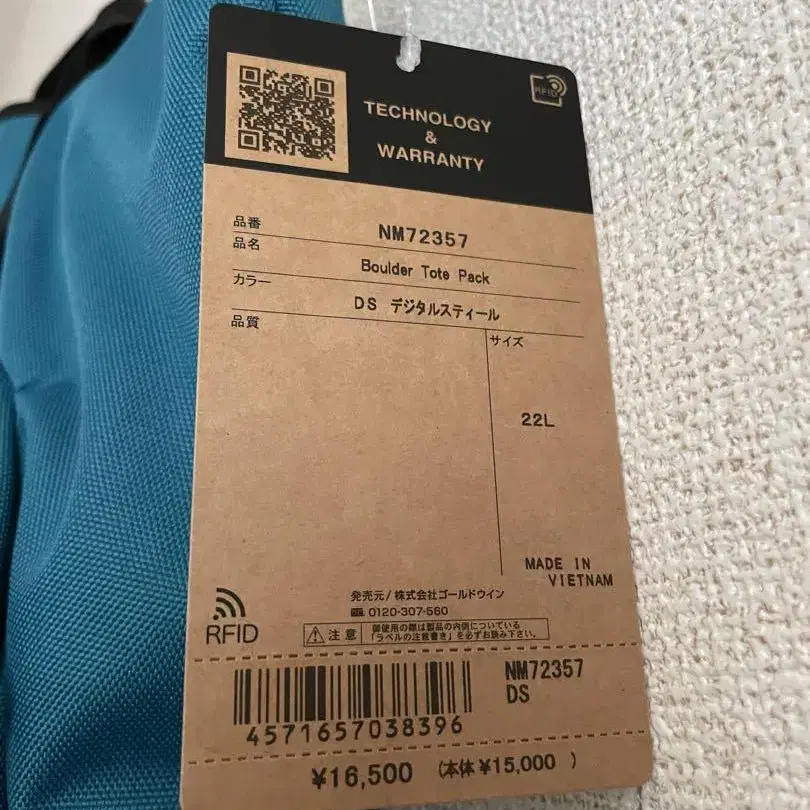 TECHNOLOGY
&
WARRANTY
RFID
品番 NM72357
品名 Boulder Tote Pack
カラー DS デジタルスティール
品質
サイズ
22L
MADE IN
VIETNAM
発売元/株式会社ゴールドウイン
0120-307-560
RFID
注意 御使用の際は製品の内側についている
「ラベルの注意書き」を必ずお読み下さい。
NM72357
DS
4571657038396
¥16,500 (本体¥15,000 )